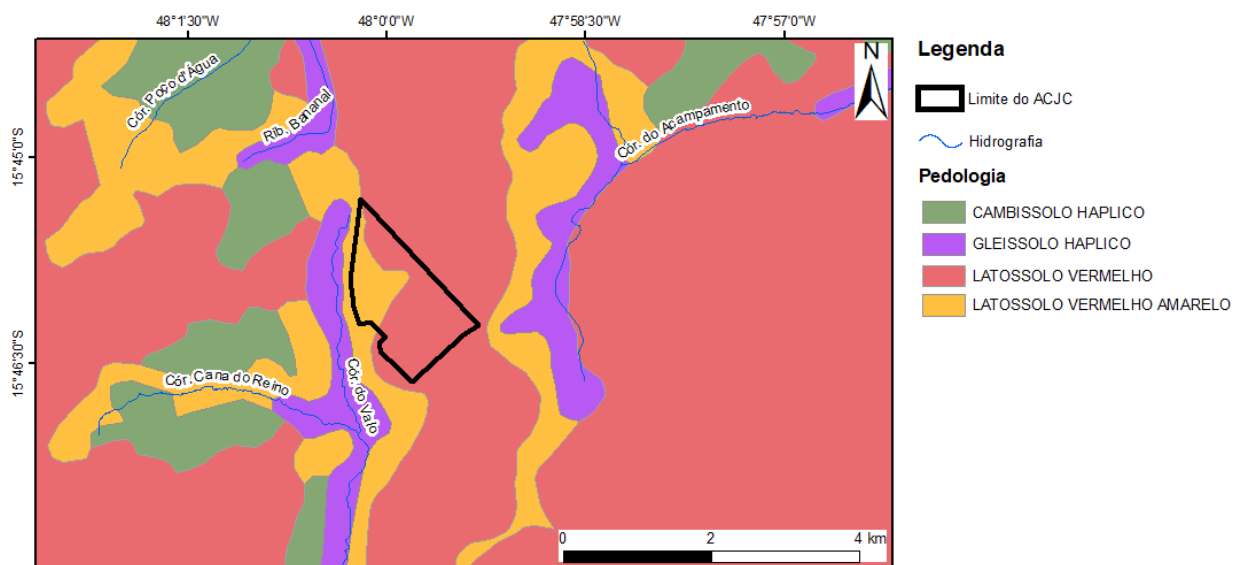 48°1'30"W
48°0'0"W
47°58'30"W
47°57'0"W
15°45'0"S
15°46'30"S
Cór. Poço d'Água
Rib. Bananal
Cór. do Acampamento
Cór. Cana do Reino
Cór. do Valo
N
0
2
4 km
Legenda
Limite do ACJC
Hidrografia
Pedologia
CAMBISSOLO HAPLICO
GLEISSOLO HAPLICO
LATOSSOLO VERMELHO
LATOSSOLO VERMELHO AMARELO